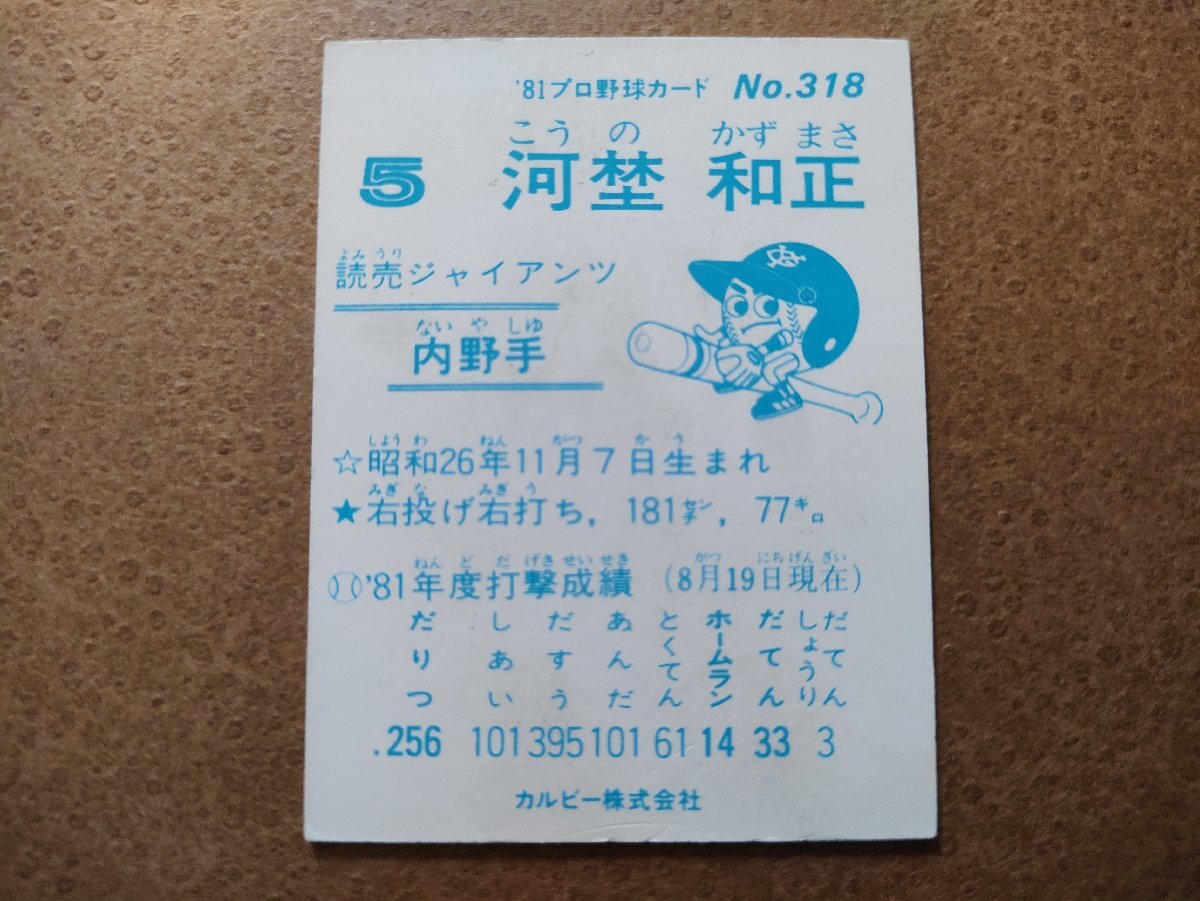 '81プロ野球カード No.318
こうの かずまさ
5 河埜 和正
よみうり
読売ジャイアンツ
ないやしゆ
内野手
しようわ ねん がつ かう
☆昭和26年11月7日生まれ
みぎな みぎう
★右投げ右打ち, 181センチ, 77キロ
ねんどだげきせいせき がつ にちげんざい
'81年度打撃成績 (8月19日現在)
だりつ しあい だすう あんだ とくてん ホームラン だてん しょうりだてん
.256 101 395 101 61 14 33 3
カルビー株式会社